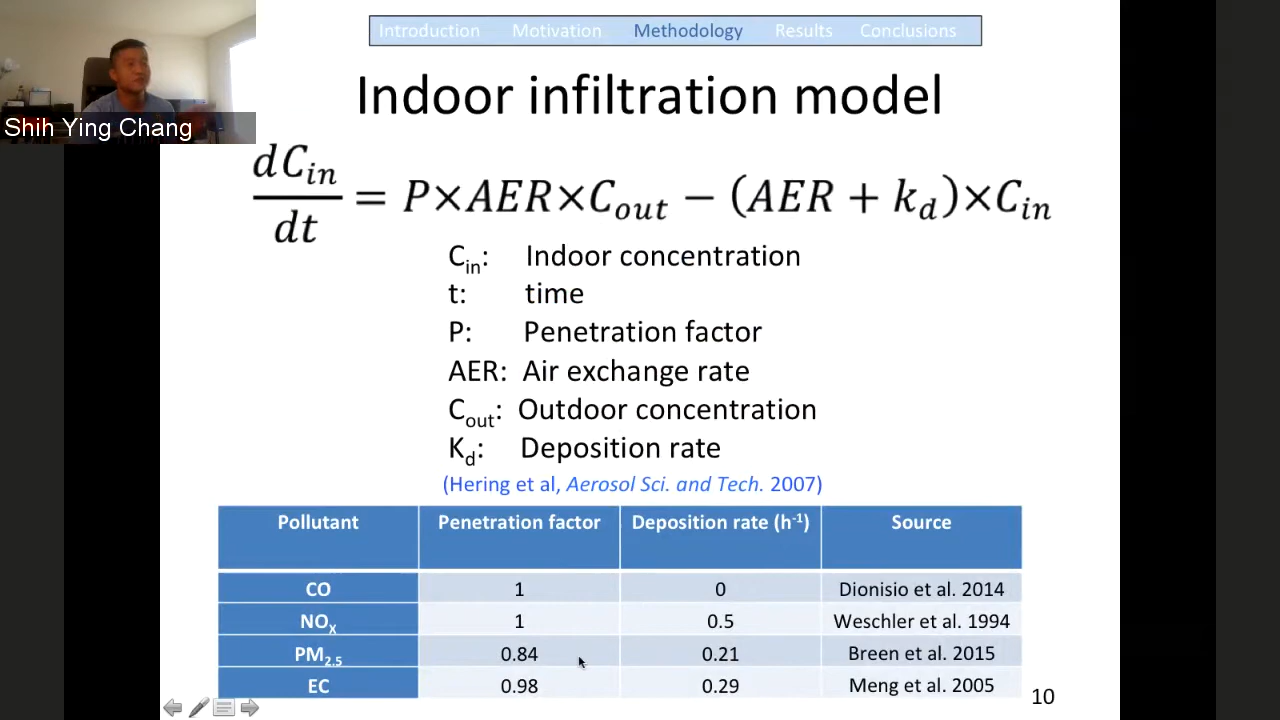 Introduction Motivation Methodology Results Conclusions
Indoor infiltration model
Shih Ying Chang
dC_in/dt = P×AER×C_out − (AER + k_d)×C_in
C_in: Indoor concentration
t: time
P: Penetration factor
AER: Air exchange rate
C_out: Outdoor concentration
K_d: Deposition rate
(Hering et al, Aerosol Sci. and Tech. 2007)
Pollutant Penetration factor Deposition rate (h⁻¹) Source
CO 1 0 Dionisio et al. 2014
NO_X 1 0.5 Weschler et al. 1994
PM_2.5 0.84 0.21 Breen et al. 2015
EC 0.98 0.29 Meng et al. 2005
10